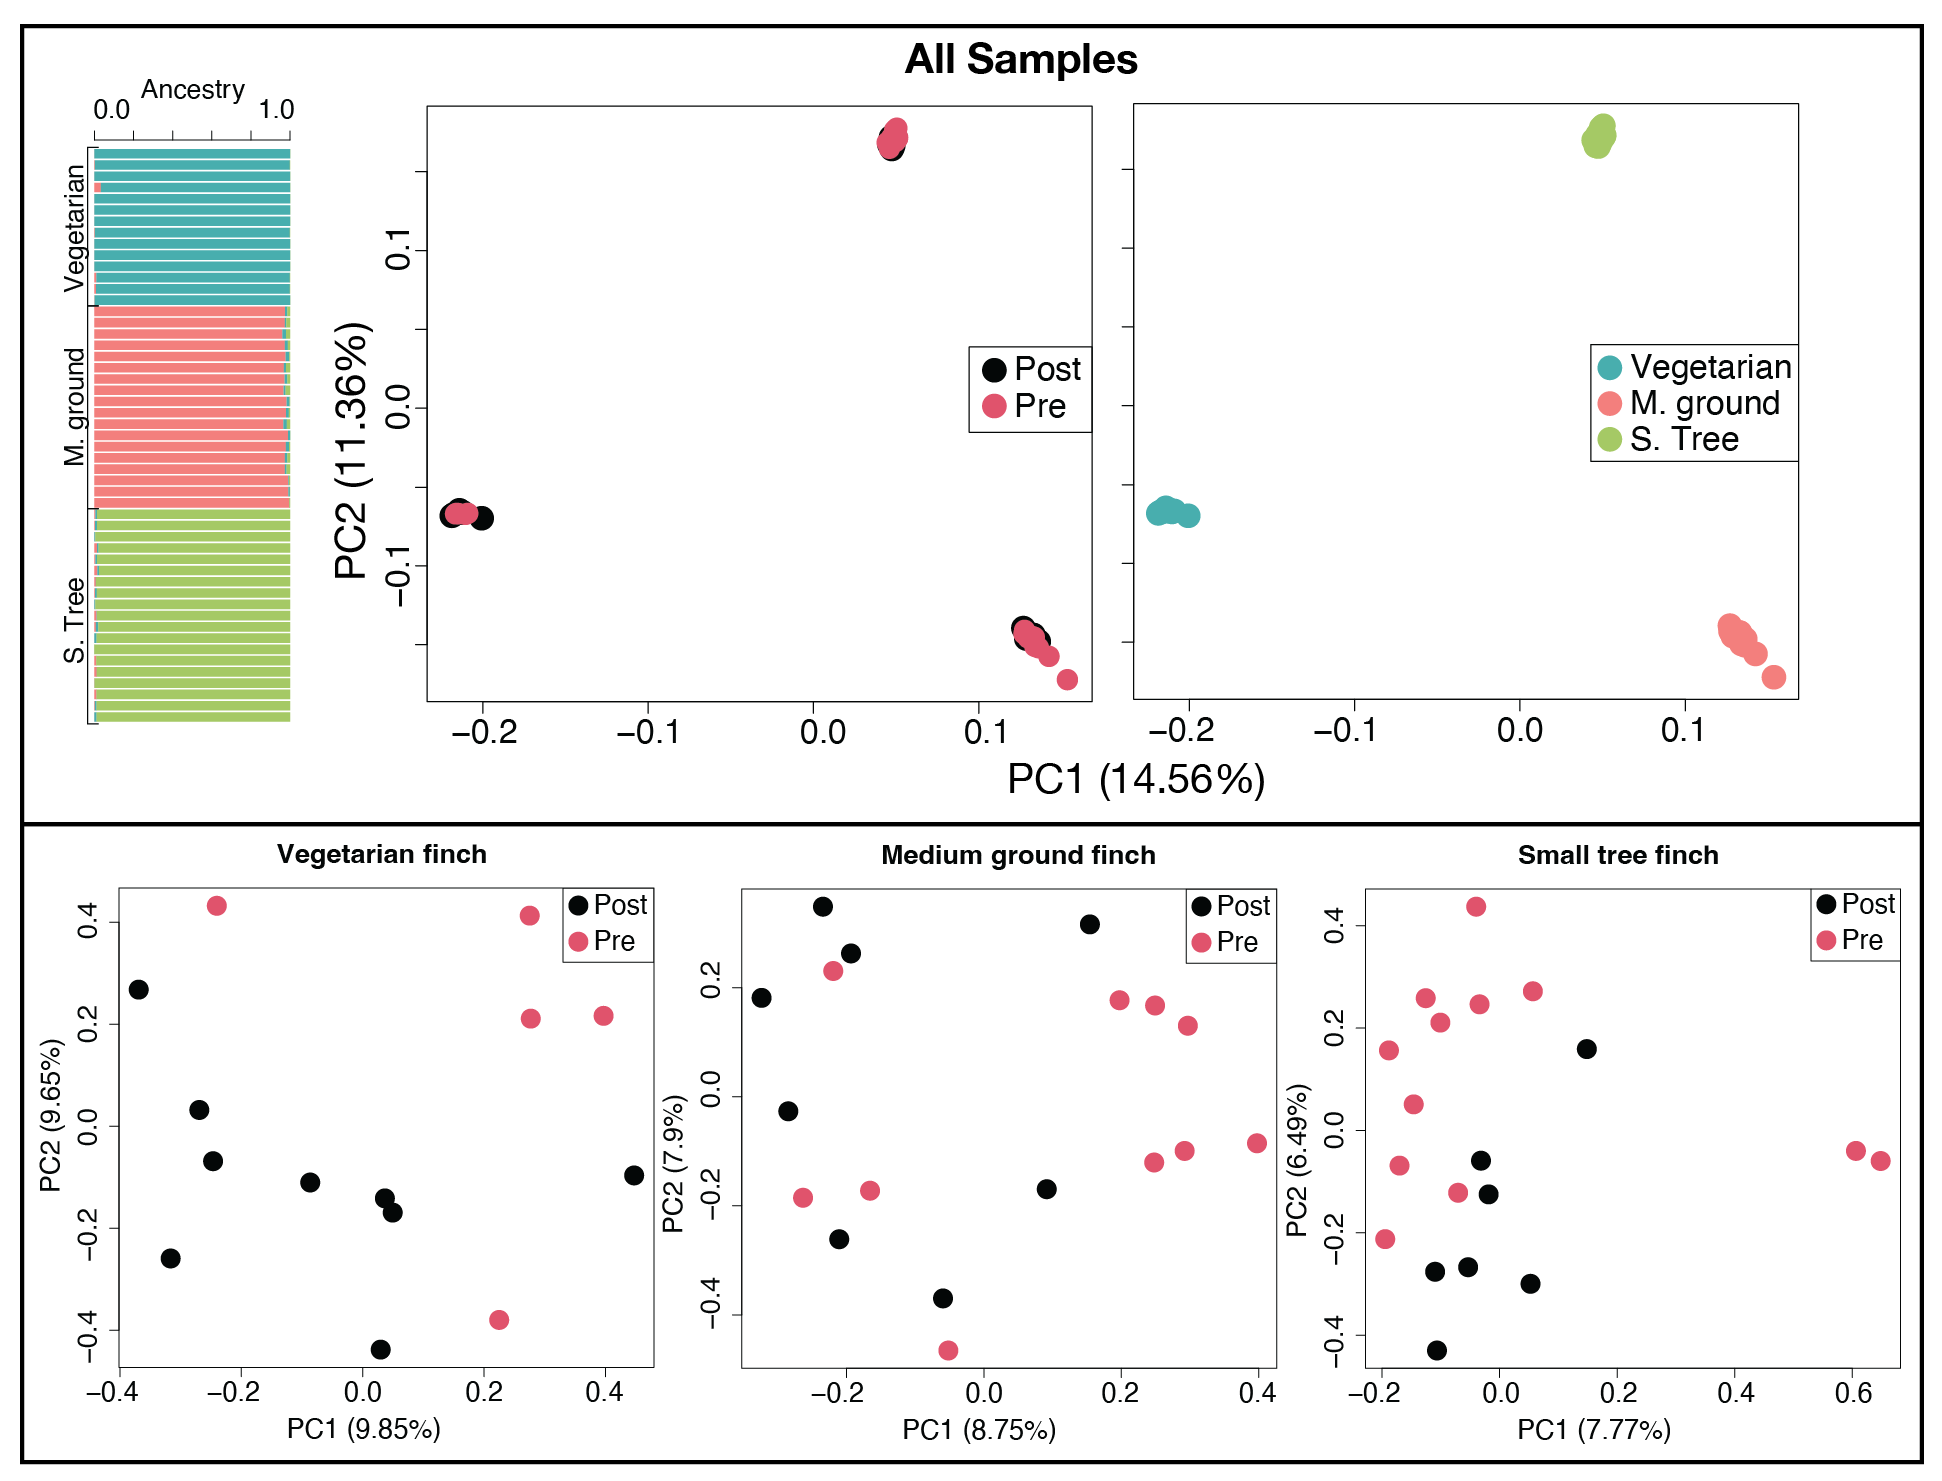 All Samples
Ancestry
0.0 1.0
Vegetarian
M. ground
S. Tree
PC2 (11.36%)
0.1
0.0
−0.1
Post
Pre
−0.2 −0.1 0.0 0.1
Vegetarian
M. ground
S. Tree
−0.2 −0.1 0.0 0.1
PC1 (14.56%)
Vegetarian finch
Post
Pre
PC2 (9.65%)
0.4
0.2
0.0
−0.2
−0.4
−0.4 −0.2 0.0 0.2 0.4
PC1 (9.85%)
Medium ground finch
Post
Pre
PC2 (7.9%)
0.2
0.0
−0.2
−0.4
−0.2 0.0 0.2 0.4
PC1 (8.75%)
Small tree finch
Post
Pre
PC2 (6.49%)
0.4
0.2
0.0
−0.2
−0.4
−0.2 0.0 0.2 0.4 0.6
PC1 (7.77%)